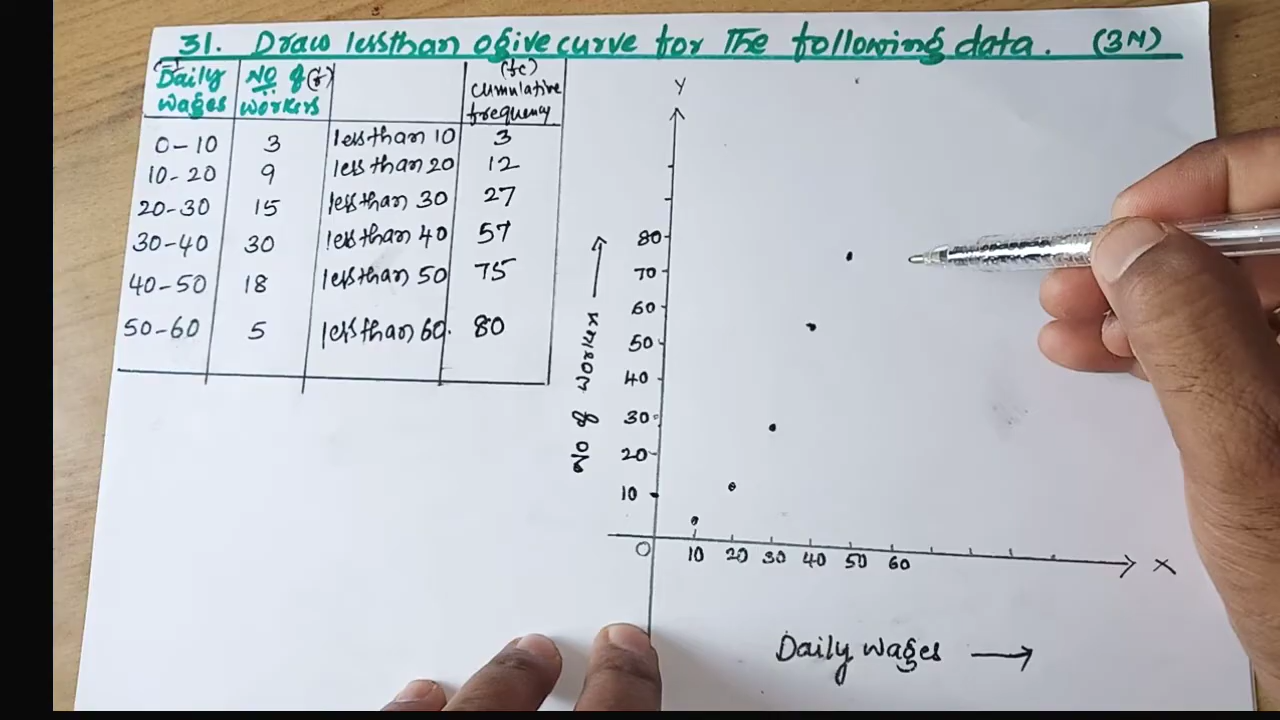 31. Draw lessthan ogive curve for The following data. (3M)
Daily wages No of (f) workers (fc) cumulative frequency
0-10 3 less than 10 3
10-20 9 less than 20 12
20-30 15 less than 30 27
30-40 30 less than 40 57
40-50 18 less than 50 75
50-60 5 less than 60. 80
Y
80
70
60
50
40
30
20
10
No of workers
O 10 20 30 40 50 60 X
Daily wages